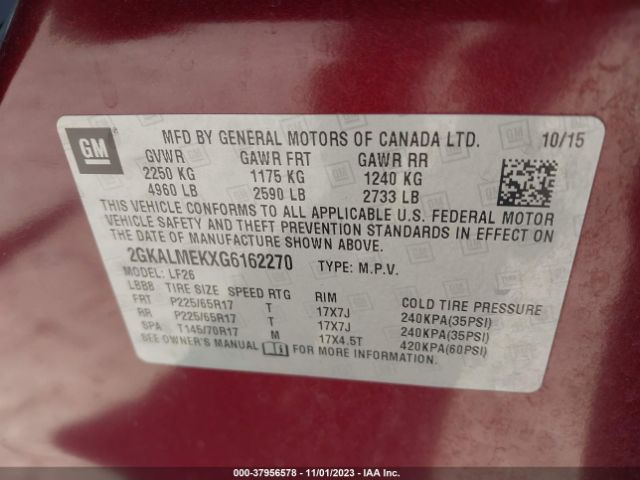 GM
MFD BY GENERAL MOTORS OF CANADA LTD. 10/15
GVWR GAWR FRT GAWR RR
2250 KG 1175 KG 1240 KG
4960 LB 2590 LB 2733 LB
THIS VEHICLE CONFORMS TO ALL APPLICABLE U.S. FEDERAL MOTOR
VEHICLE SAFETY AND THEFT PREVENTION STANDARDS IN EFFECT ON
THE DATE OF MANUFACTURE SHOWN ABOVE.
2GKALMEKXG6162270 TYPE: M.P.V.
MODEL: LF26
LBBB TIRE SIZE SPEED RTG RIM COLD TIRE PRESSURE
FRT P225/65R17 T 17X7J 240KPA(35PSI)
RR P225/65R17 T 17X7J 240KPA(35PSI)
SPA T145/70R17 M 17X4.5T 420KPA(60PSI)
SEE OWNER'S MANUAL FOR MORE INFORMATION.
000-37956578 - 11/01/2023 - IAA Inc.